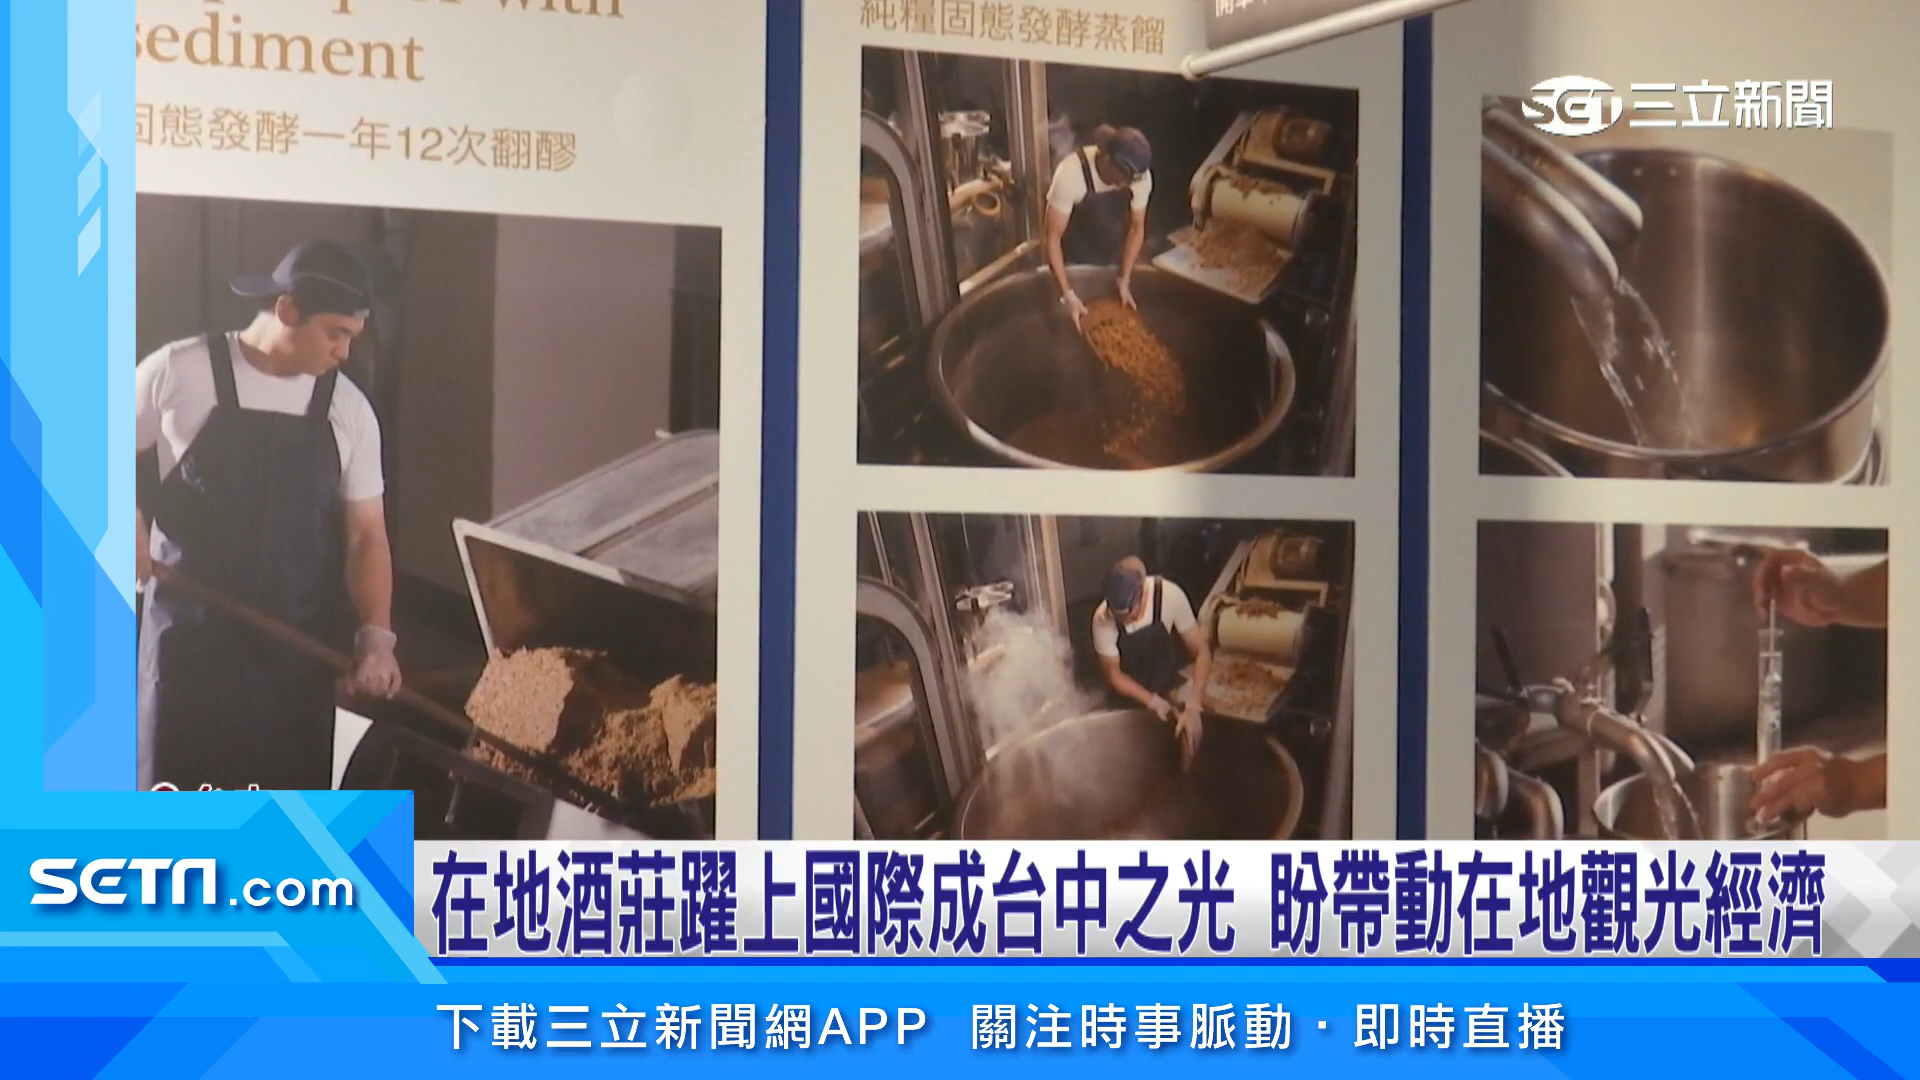 sediment
固態發酵一年12次翻醪
純糧固態發酵蒸餾
SET三立新聞
SETN.com
在地酒莊躍上國際成台中之光 盼帶動在地觀光經濟
下載三立新聞網APP 關注時事脈動·即時直播